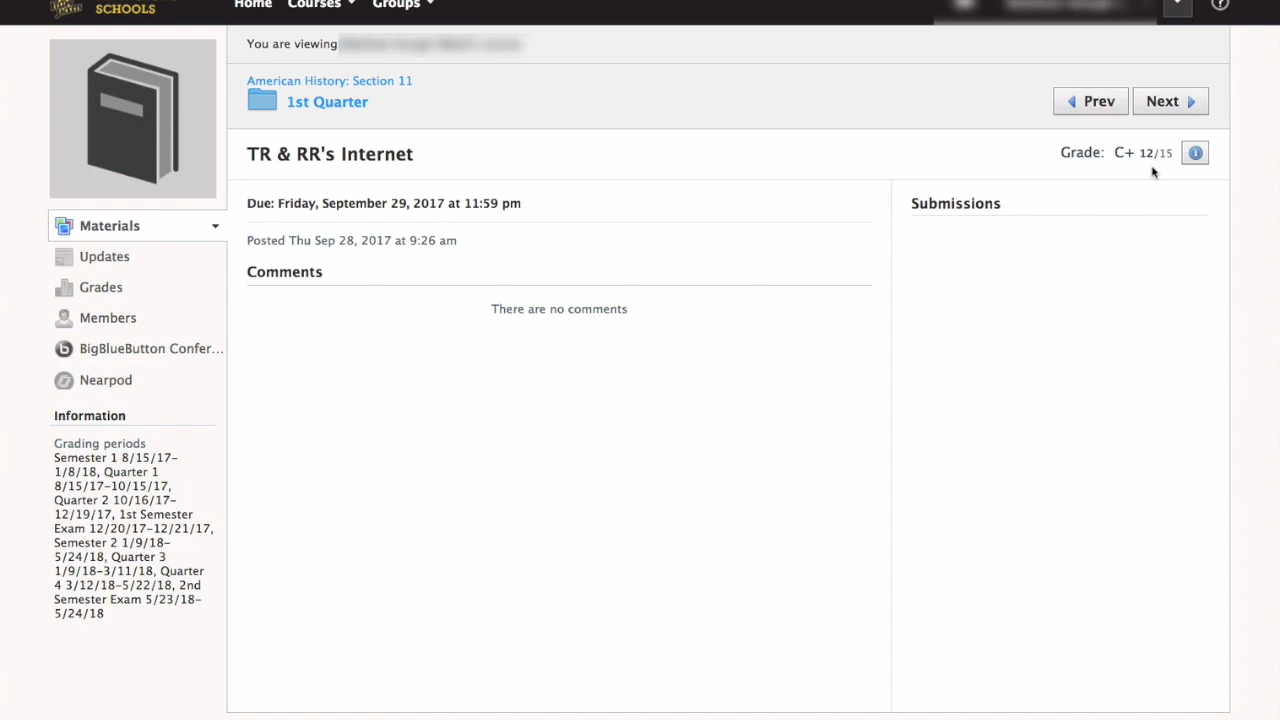 SCHOOLS
Home Courses Groups
You are viewing
American History: Section 11
1st Quarter
Prev Next
TR & RR's Internet
Grade: C+ 12/15
Materials
Updates
Grades
Members
BigBlueButton Confer...
Nearpod
Information
Grading periods
Semester 1 8/15/17-
1/8/18, Quarter 1
8/15/17-10/15/17,
Quarter 2 10/16/17-
12/19/17, 1st Semester
Exam 12/20/17-12/21/17,
Semester 2 1/9/18-
5/24/18, Quarter 3
1/9/18-3/11/18, Quarter
4 3/12/18-5/22/18, 2nd
Semester Exam 5/23/18-
5/24/18
Due: Friday, September 29, 2017 at 11:59 pm
Posted Thu Sep 28, 2017 at 9:26 am
Comments
There are no comments
Submissions